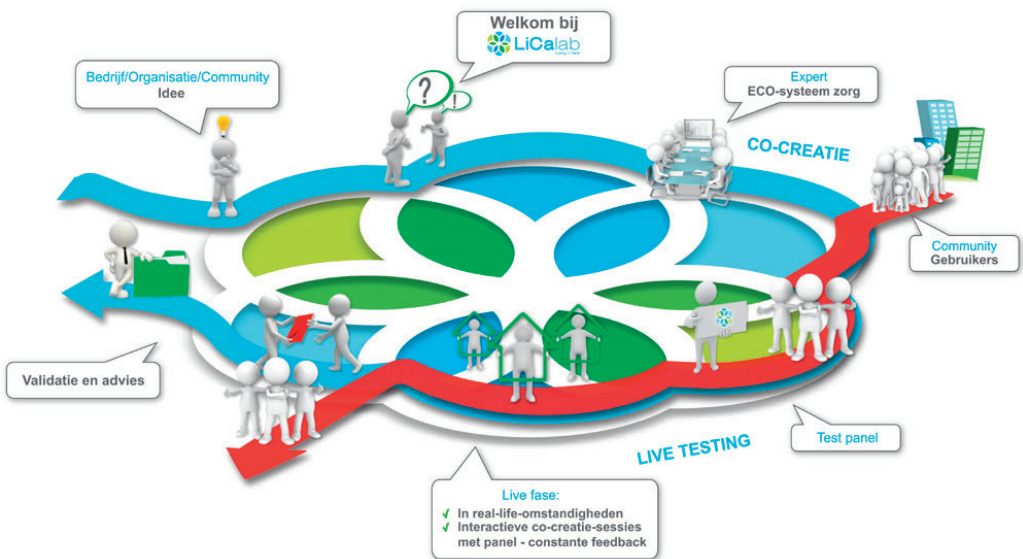 Welkom bij
LiCalab
Bedrijf/Organisatie/Community
Idee
?
!
Expert
ECO-systeem zorg
CO-CREATIE
Community
Gebruikers
Validatie en advies
Test panel
LIVE TESTING
Live fase:
✓ In real-life-omstandigheden
✓ Interactieve co-creatie-sessies
met panel - constante feedback